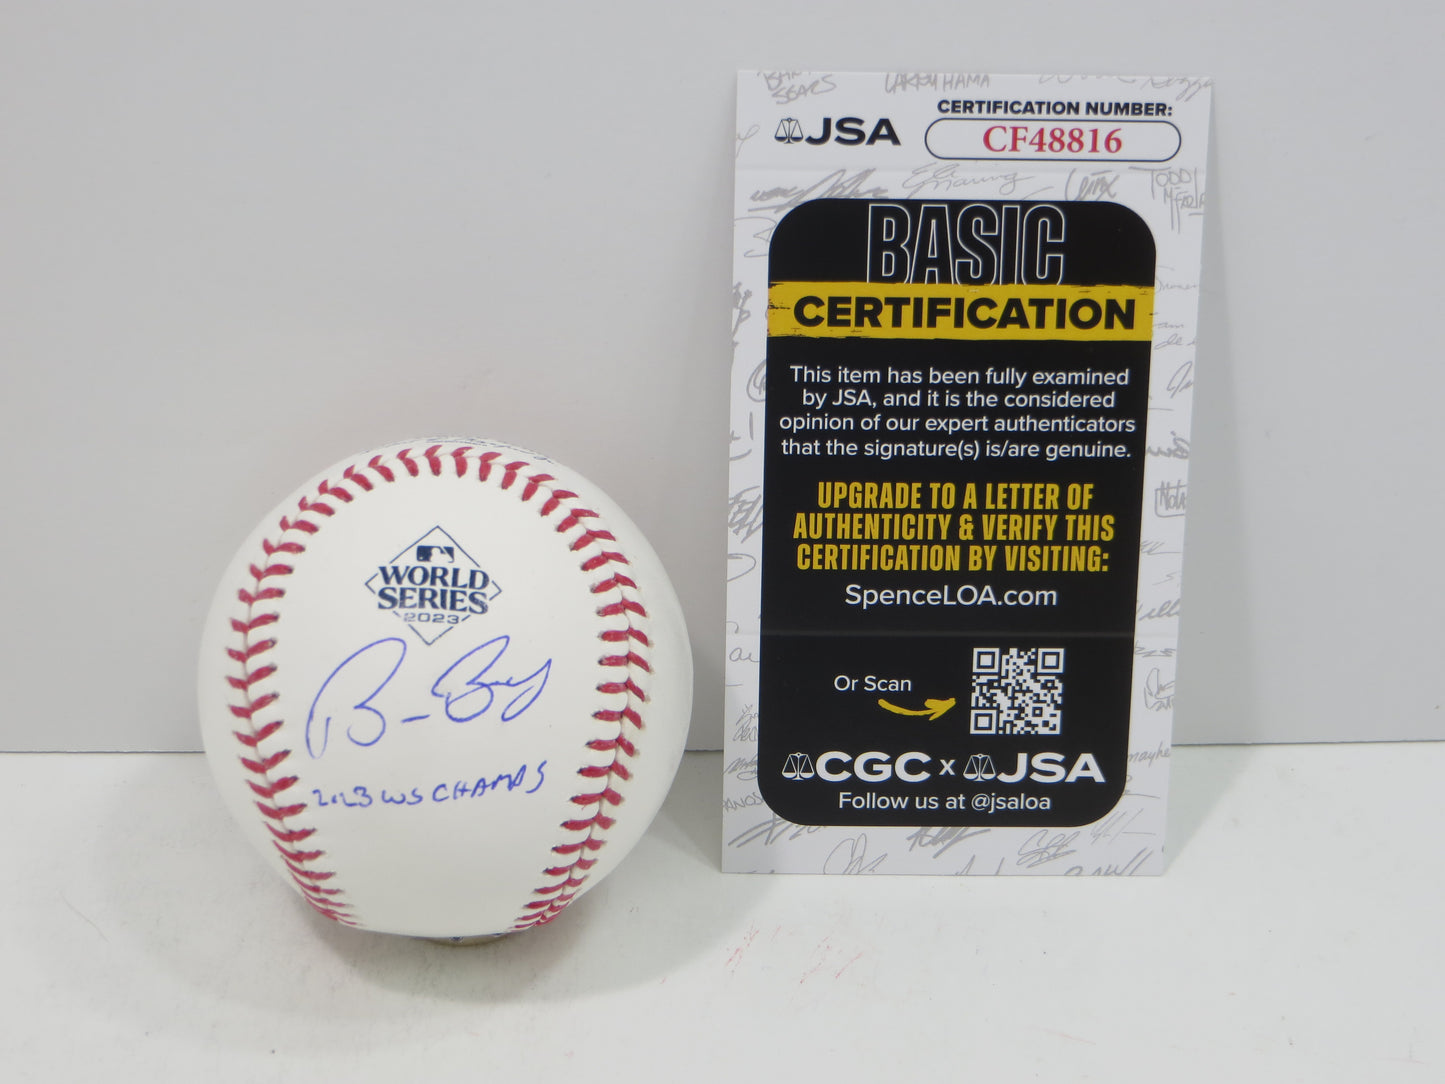 WORLD
SERIES
2023
2023 WS CHAMPS
JSA
CERTIFICATION NUMBER:
CF48816
BASIC
CERTIFICATION
This item has been fully examined
by JSA, and it is the considered
opinion of our expert authenticators
that the signature(s) is/are genuine.
UPGRADE TO A LETTER OF
AUTHENTICITY & VERIFY THIS
CERTIFICATION BY VISITING:
SpenceLOA.com
Or Scan
CGC x JSA
Follow us at @jsaloa